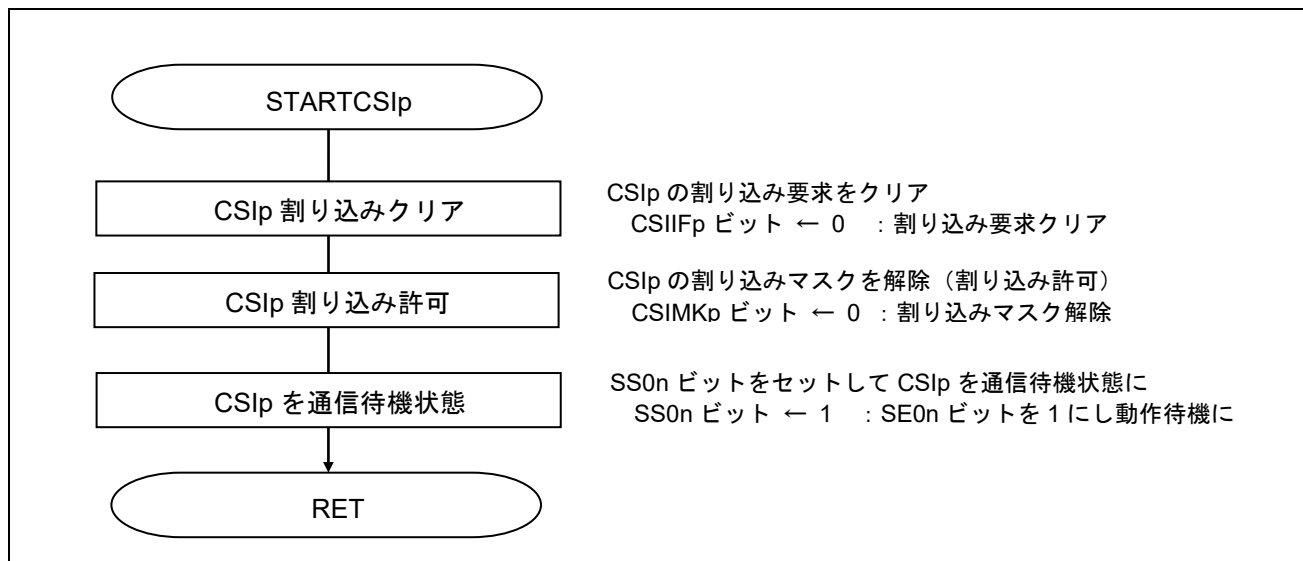 STARTCSIp
CSIp 割り込みクリア
CSIp の割り込み要求をクリア
CSIIFp ビット ← 0 ：割り込み要求クリア
CSIp 割り込み許可
CSIp の割り込みマスクを解除（割り込み許可）
CSIMKp ビット ← 0 ：割り込みマスク解除
CSIp を通信待機状態
SS0n ビットをセットして CSIp を通信待機状態に
SS0n ビット ← 1 ：SE0n ビットを 1 にし動作待機に
RET